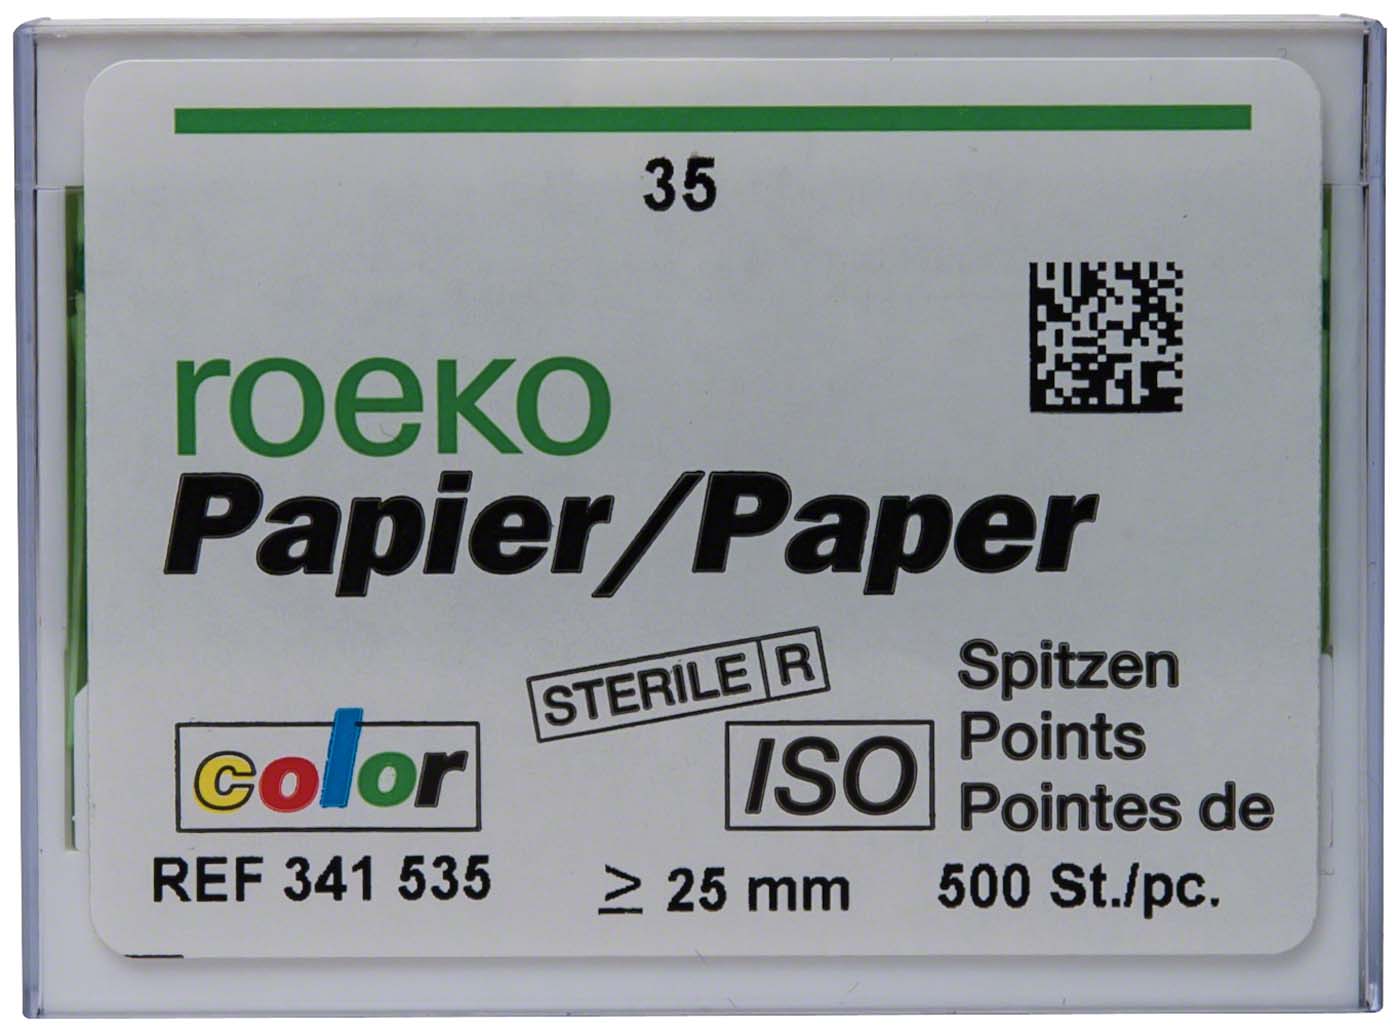 35
roeko
Papier/Paper
STERILE R
color
ISO
Spitzen
Points
Pointes de
REF 341 535
≥ 25 mm
500 St./pc.